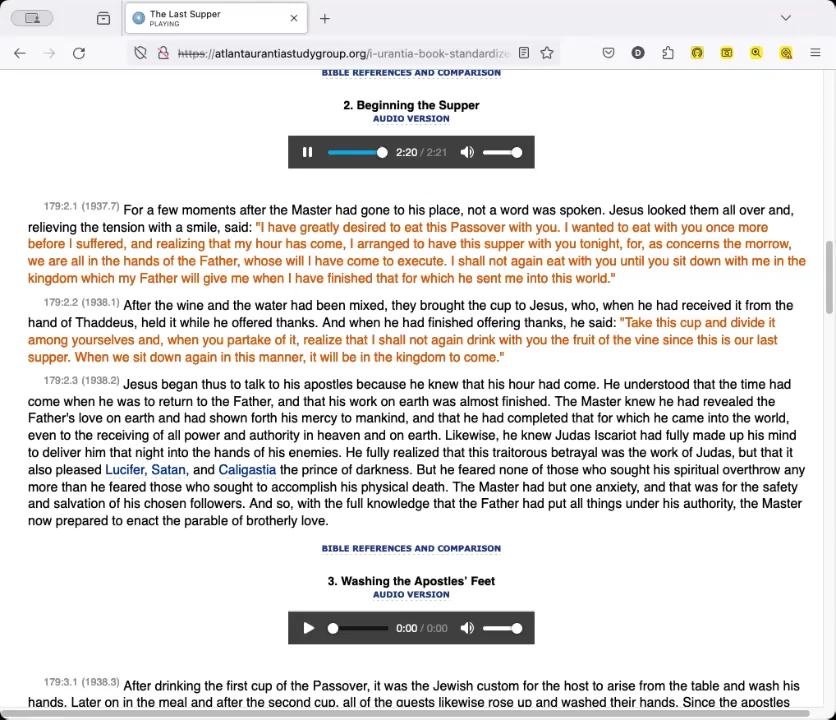 The Last Supper
PLAYING
https://atlantaurantiastudygroup.org/i-urantia-book-standardize
BIBLE REFERENCES AND COMPARISON
2. Beginning the Supper
AUDIO VERSION
2:20 / 2:21
179:2.1 (1937.7) For a few moments after the Master had gone to his place, not a word was spoken. Jesus looked them all over and,
relieving the tension with a smile, said: "I have greatly desired to eat this Passover with you. I wanted to eat with you once more
before I suffered, and realizing that my hour has come, I arranged to have this supper with you tonight, for, as concerns the morrow,
we are all in the hands of the Father, whose will I have come to execute. I shall not again eat with you until you sit down with me in the
kingdom which my Father will give me when I have finished that for which he sent me into this world."
179:2.2 (1938.1) After the wine and the water had been mixed, they brought the cup to Jesus, who, when he had received it from the
hand of Thaddeus, held it while he offered thanks. And when he had finished offering thanks, he said: "Take this cup and divide it
among yourselves and, when you partake of it, realize that I shall not again drink with you the fruit of the vine since this is our last
supper. When we sit down again in this manner, it will be in the kingdom to come."
179:2.3 (1938.2) Jesus began thus to talk to his apostles because he knew that his hour had come. He understood that the time had
come when he was to return to the Father, and that his work on earth was almost finished. The Master knew he had revealed the
Father's love on earth and had shown forth his mercy to mankind, and that he had completed that for which he came into the world,
even to the receiving of all power and authority in heaven and on earth. Likewise, he knew Judas Iscariot had fully made up his mind
to deliver him that night into the hands of his enemies. He fully realized that this traitorous betrayal was the work of Judas, but that it
also pleased Lucifer, Satan, and Caligastia the prince of darkness. But he feared none of those who sought his spiritual overthrow any
more than he feared those who sought to accomplish his physical death. The Master had but one anxiety, and that was for the safety
and salvation of his chosen followers. And so, with the full knowledge that the Father had put all things under his authority, the Master
now prepared to enact the parable of brotherly love.
BIBLE REFERENCES AND COMPARISON
3. Washing the Apostles' Feet
AUDIO VERSION
0:00 / 0:00
179:3.1 (1938.3) After drinking the first cup of the Passover, it was the Jewish custom for the host to arise from the table and wash his
hands. Later on in the meal and after the second cup, all of the guests likewise rose up and washed their hands. Since the apostles